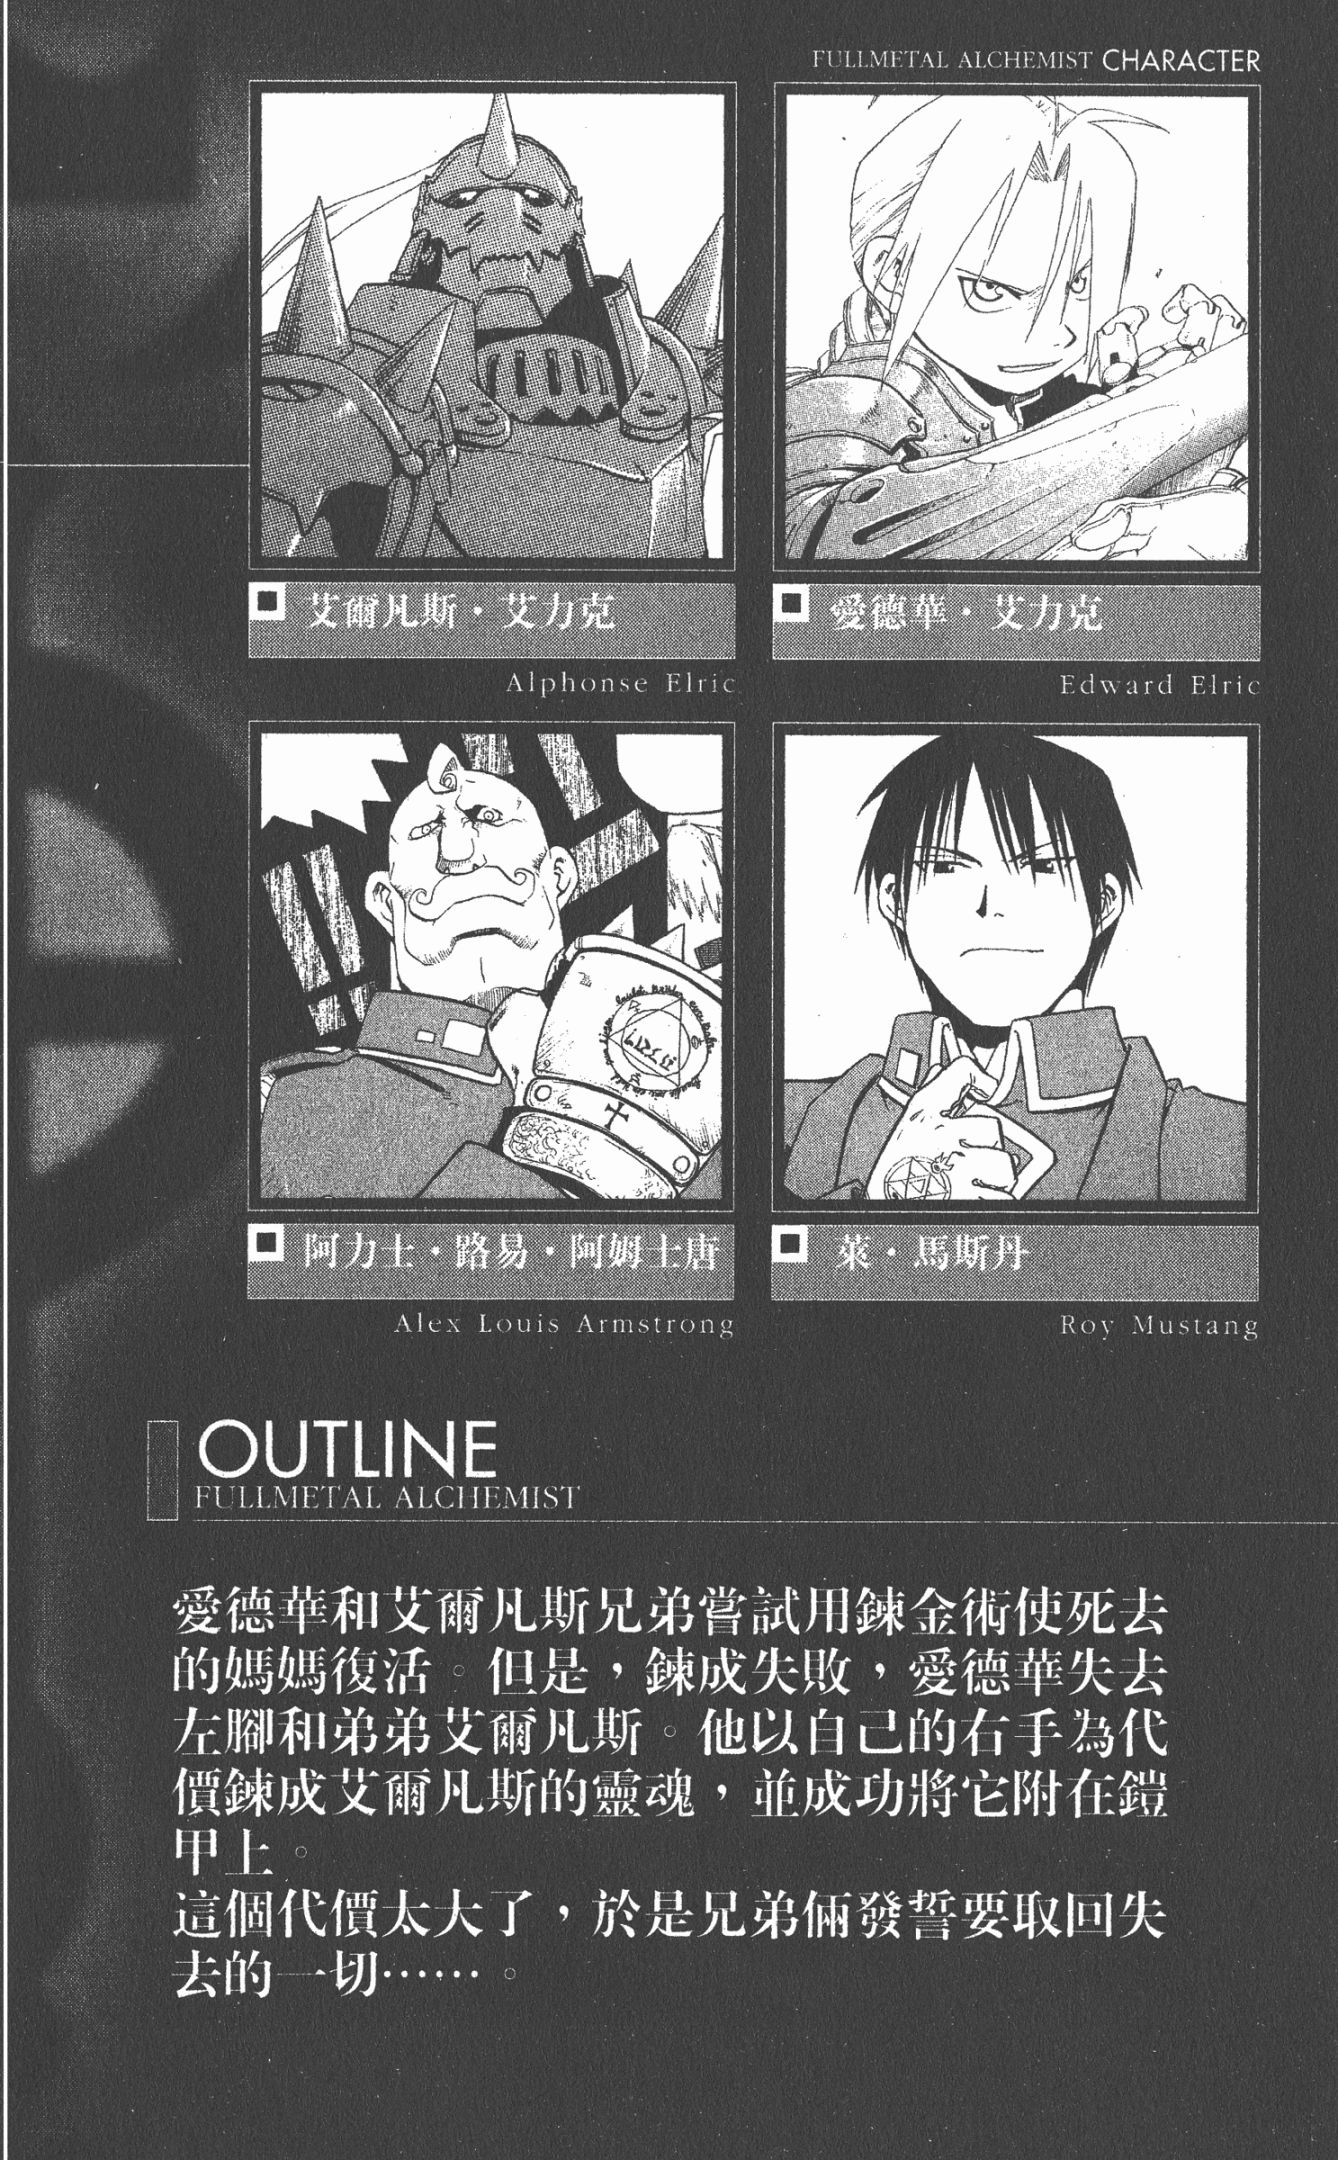 FULLMETAL ALCHEMIST CHARACTER
艾爾凡斯·艾力克
Alphonse Elric
愛德華·艾力克
Edward Elric
阿力士·路易·阿姆士唐
Alex Louis Armstrong
萊·馬斯丹
Roy Mustang
OUTLINE
FULLMETAL ALCHEMIST
愛德華和艾爾凡斯兄弟嘗試用鍊金術使死去
的媽媽復活。但是，鍊成失敗，愛德華失去
左腳和弟弟艾爾凡斯。他以自己的右手為代
價鍊成艾爾凡斯的靈魂，並成功將它附在鎧
甲上。
這個代價太大了，於是兄弟倆發誓要取回失
去的一切……。